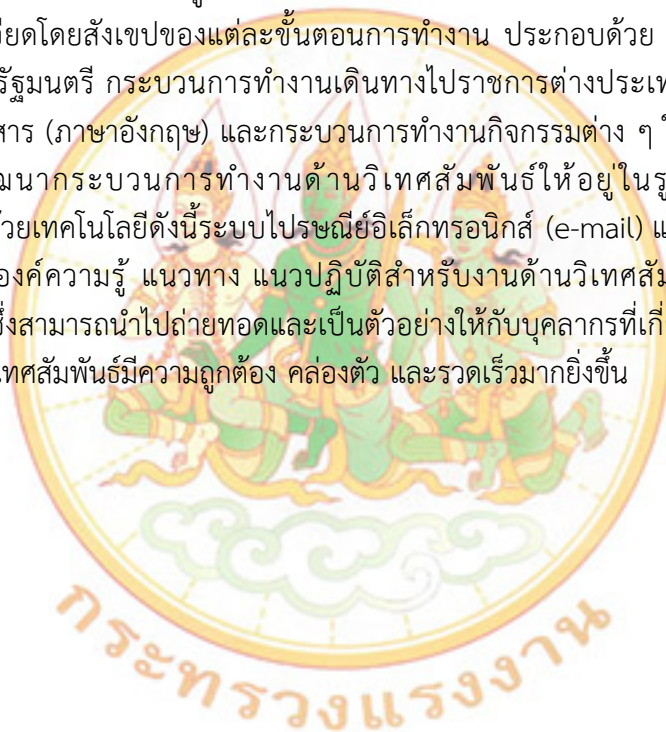 ยดโดยสังเขปของแต่ละขั้นตอนการทำงาน ประกอบด้วย
รัฐมนตรี กระบวนการทำงานเดินทางไปราชการต่างประเท
สาร (ภาษาอังกฤษ) และกระบวนการทำงานกิจกรรมต่าง ๆ
ฒนากระบวนการทำงานด้านวิเทศสัมพันธ์ให้อยู่ในรู
วยเทคโนโลยีดังนี้ระบบไปรษณีย์อิเล็กทรอนิกส์ (e-mail) แ
องค์ความรู้ แนวทาง แนวปฏิบัติสำหรับงานด้านวิเทศสัม
ซึ่งสามารถนำไปถ่ายทอดและเป็นตัวอย่างให้กับบุคลากรที่เกี่
เทศสัมพันธ์มีความถูกต้อง คล่องตัว และรวดเร็วมากยิ่งขึ้น
กระทรวงแรงงาน